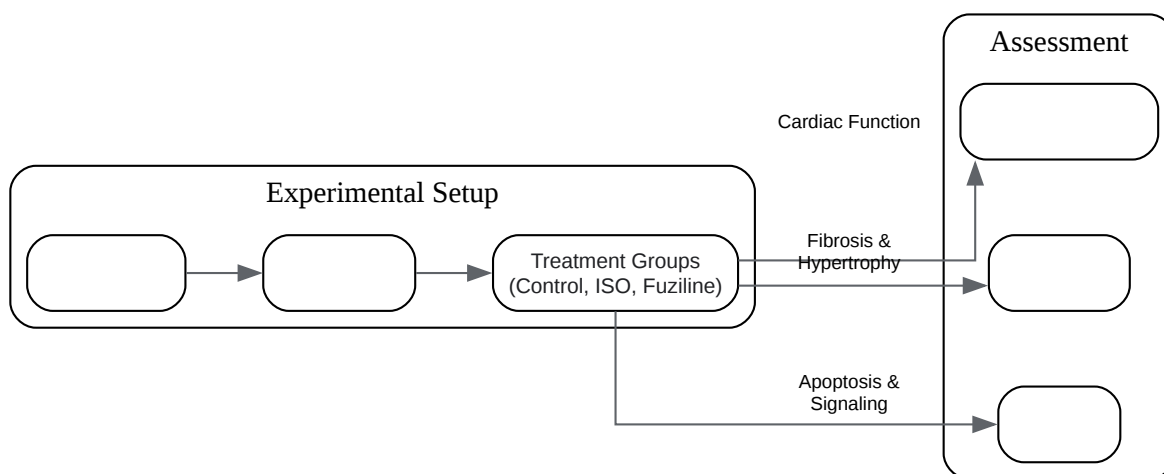 Assessment
Cardiac Function
Experimental Setup
Treatment Groups
(Control, ISO, Fuziline)
Fibrosis &
Hypertrophy
Apoptosis &
Signaling